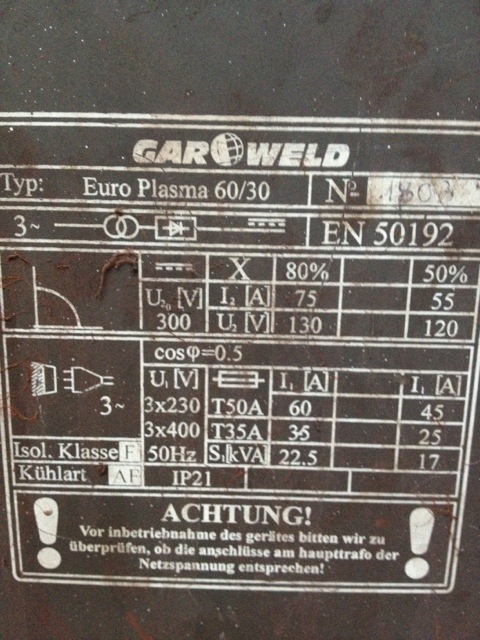 GARWELD
Typ: Euro Plasma 60/30 Nº 1803
3~ EN 50192
X 80% 50%
U₂₀ [V] I₂ [A] 75 55
300 U₂ [V] 130 120
cosφ=0.5
U₁ [V] I₁ [A] I₁ [A]
3~ 3x230 T50A 60 45
3x400 T35A 35 25
Isol. Klasse F 50Hz S₁[kVA] 22.5 17
Kühlart AF IP21
ACHTUNG!
Vor inbetriebnahme des gerätes bitten wir zu
überprüfen, ob die anschlüsse am haupttrafo der
Netzspannung entsprechen!